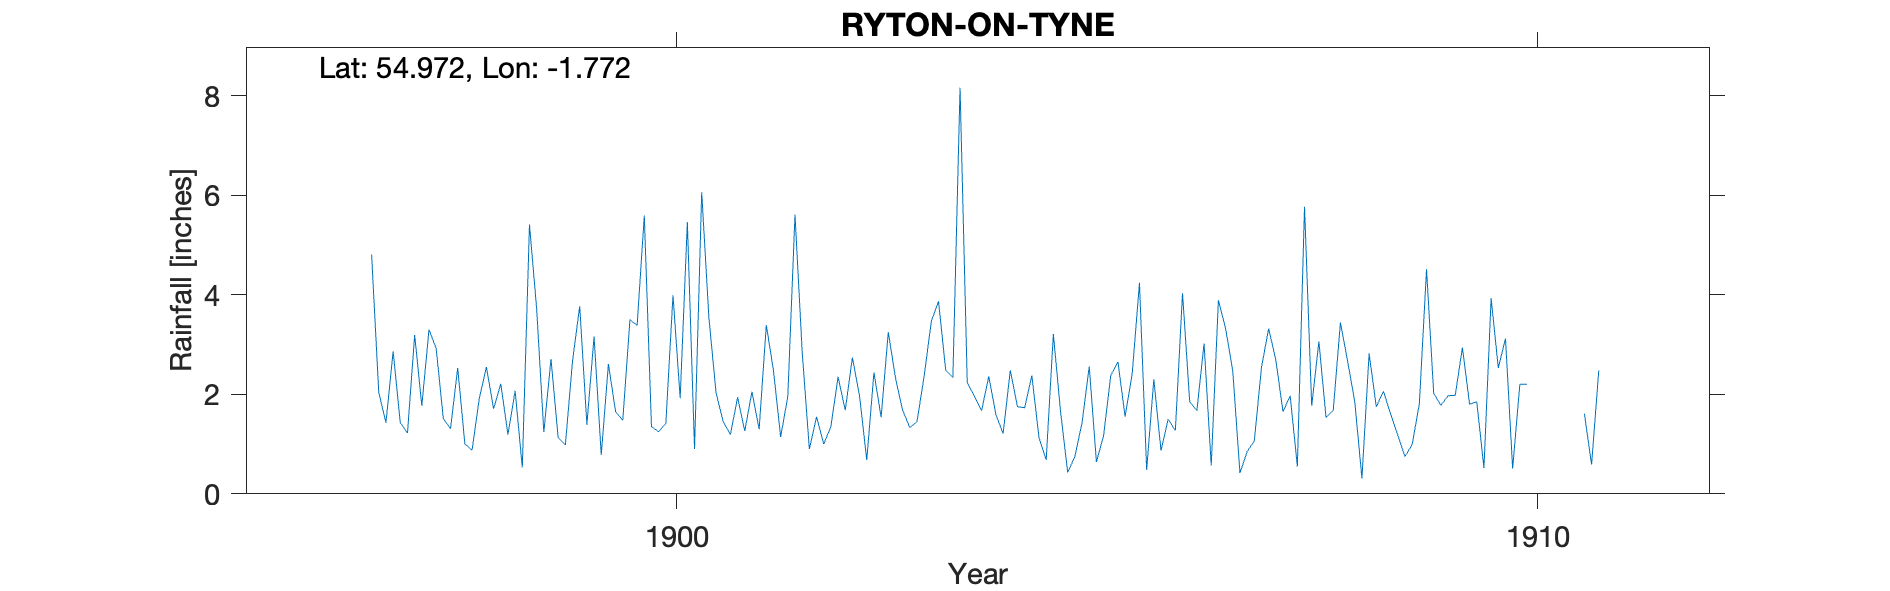 RYTON-ON-TYNE
Lat: 54.972, Lon: -1.772
8
6
4
2
0
Rainfall [inches]
1900
1910
Year